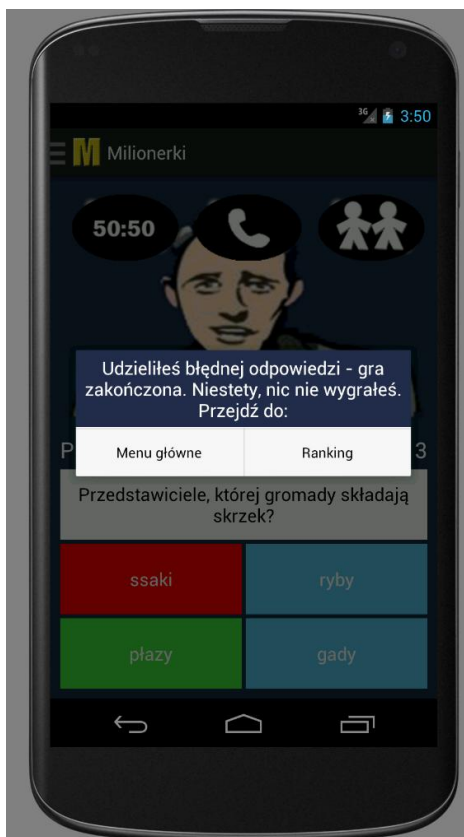 3G 3:50
M Milionerki
50:50
Udzieliłeś błędnej odpowiedzi - gra
zakończona. Niestety, nic nie wygrałeś.
Przejdź do:
Menu główne Ranking
P 3
Przedstawiciele, której gromady składają
skrzek?
ssaki ryby
płazy gady